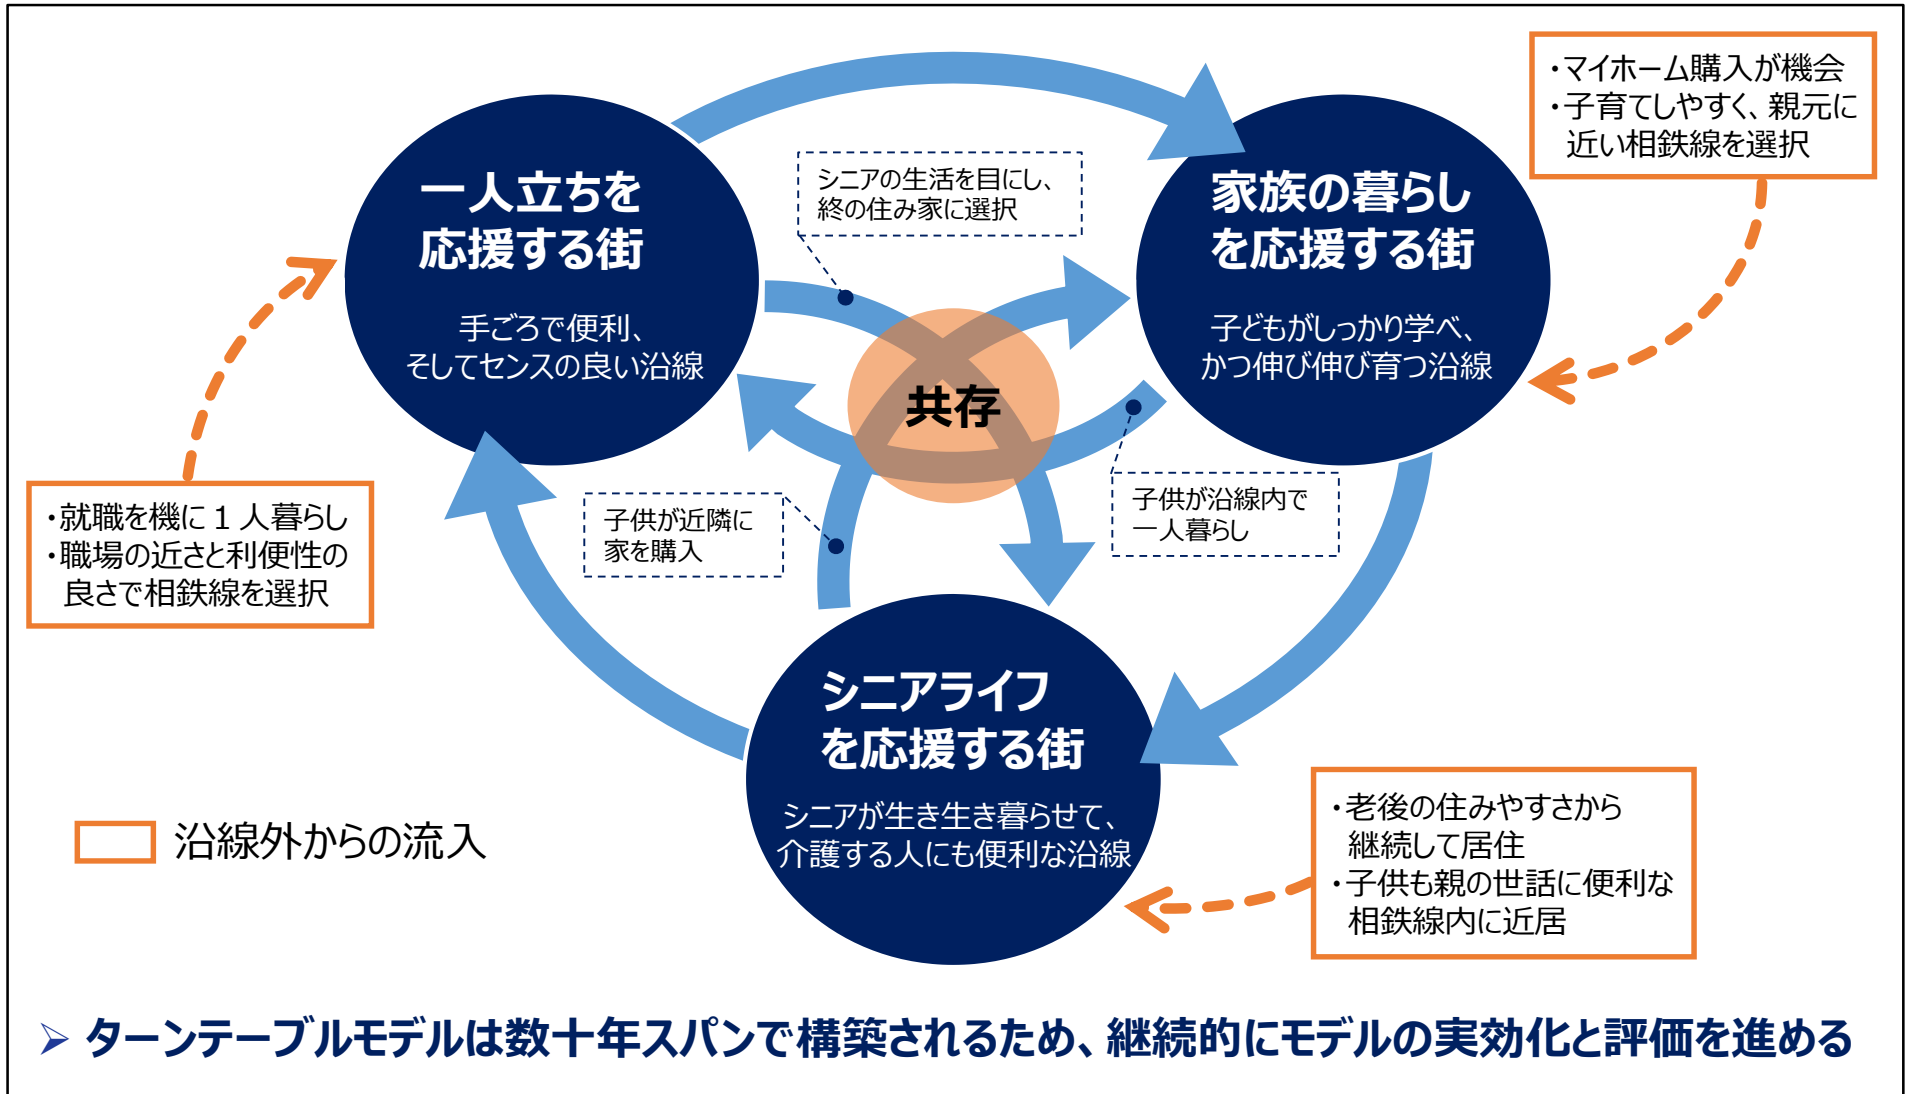 一人立ちを
応援する街
手ごろで便利、
そしてセンスの良い沿線
シニアの生活を目にし、
終の住み家に選択
家族の暮らし
を応援する街
子どもがしっかり学べ、
かつ伸び伸び育つ沿線
・マイホーム購入が機会
・子育てしやすく、親元に
近い相鉄線を選択
共存
・就職を機に1人暮らし
・職場の近さと利便性の
良さで相鉄線を選択
子供が近隣に
家を購入
子供が沿線内で
一人暮らし
シニアライフ
を応援する街
シニアが生き生き暮らせて、
介護する人にも便利な沿線
・老後の住みやすさから
継続して居住
・子供も親の世話に便利な
相鉄線内に近居
沿線外からの流入
➢ ターンテーブルモデルは数十年スパンで構築されるため、継続的にモデルの実効化と評価を進める